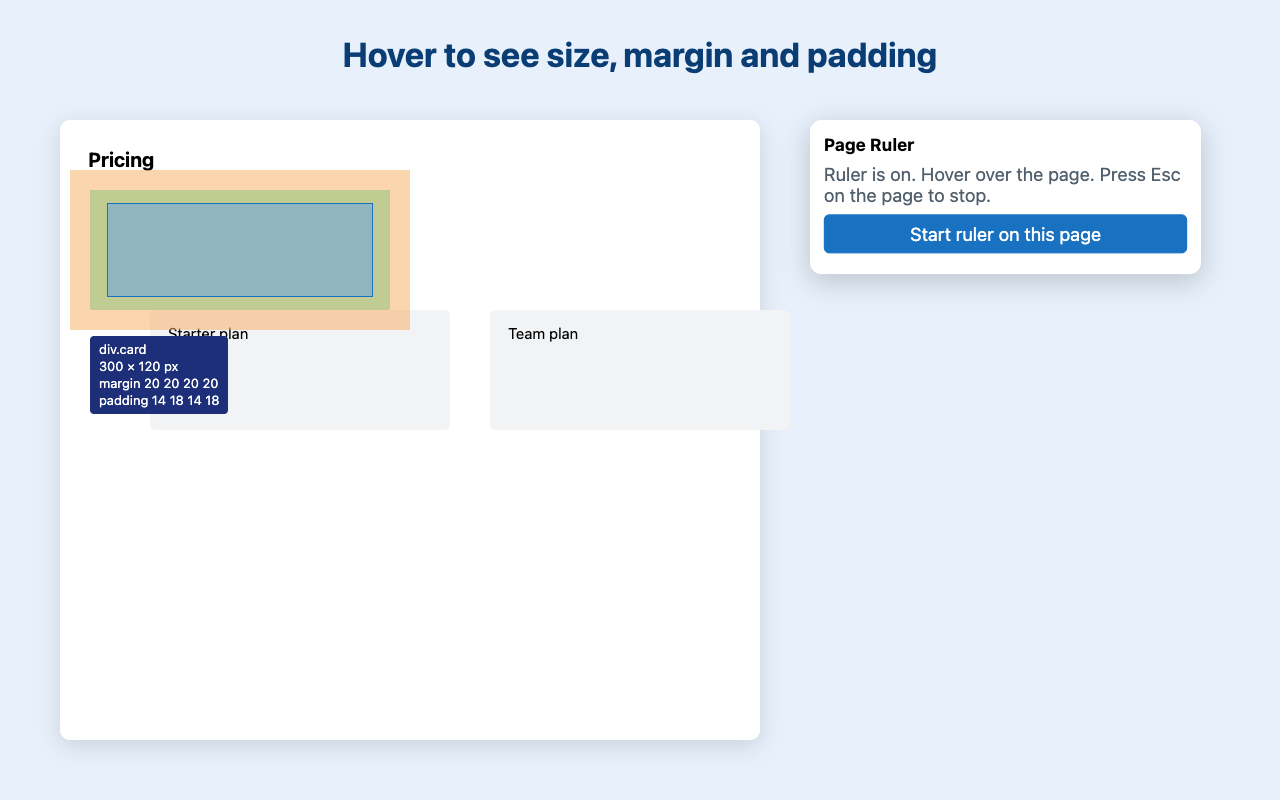 Hover to see size, margin and padding
Pricing
Starter plan
Team plan
div.card
300 × 120 px
margin 20 20 20 20
padding 14 18 14 18
Page Ruler
Ruler is on. Hover over the page. Press Esc
on the page to stop.
Start ruler on this page